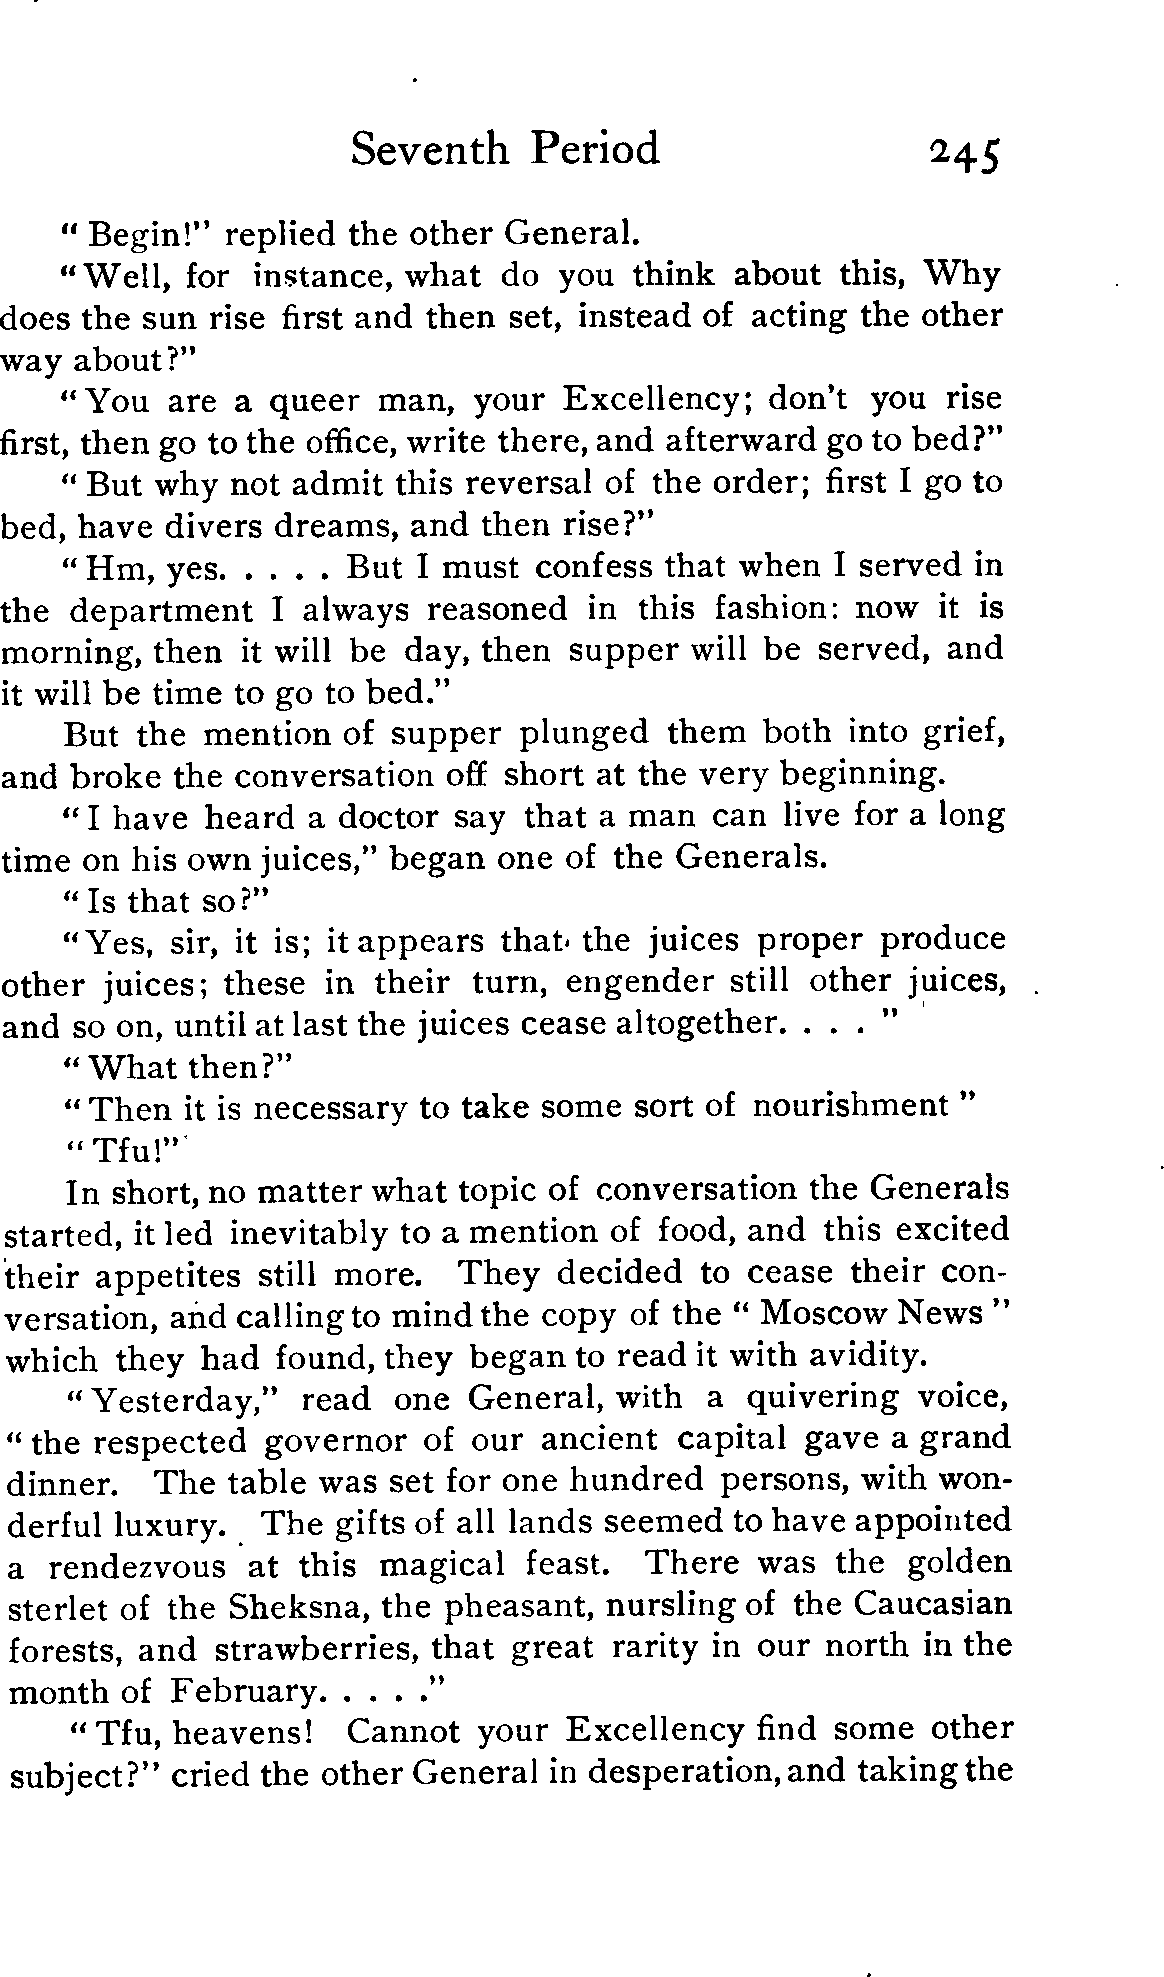 Seventh Period 245
" Begin!" replied the other General.
"Well, for instance, what do you think about this, Why
does the sun rise first and then set, instead of acting the other
way about?"
"You are a queer man, your Excellency; don't you rise
first, then go to the office, write there, and afterward go to bed?"
" But why not admit this reversal of the order; first I go to
bed, have divers dreams, and then rise?"
"Hm, yes. . . . . But I must confess that when I served in
the department I always reasoned in this fashion: now it is
morning, then it will be day, then supper will be served, and
it will be time to go to bed."
But the mention of supper plunged them both into grief,
and broke the conversation off short at the very beginning.
"I have heard a doctor say that a man can live for a long
time on his own juices," began one of the Generals.
"Is that so?"
"Yes, sir, it is; it appears that the juices proper produce
other juices; these in their turn, engender still other juices,
and so on, until at last the juices cease altogether. . . . "
"What then?"
"Then it is necessary to take some sort of nourishment "
"Tfu!"
In short, no matter what topic of conversation the Generals
started, it led inevitably to a mention of food, and this excited
their appetites still more. They decided to cease their con-
versation, and calling to mind the copy of the " Moscow News "
which they had found, they began to read it with avidity.
"Yesterday," read one General, with a quivering voice,
"the respected governor of our ancient capital gave a grand
dinner. The table was set for one hundred persons, with won-
derful luxury. The gifts of all lands seemed to have appointed
a rendezvous at this magical feast. There was the golden
sterlet of the Sheksna, the pheasant, nursling of the Caucasian
forests, and strawberries, that great rarity in our north in the
month of February. . . . ."
"Tfu, heavens! Cannot your Excellency find some other
subject?" cried the other General in desperation, and taking the